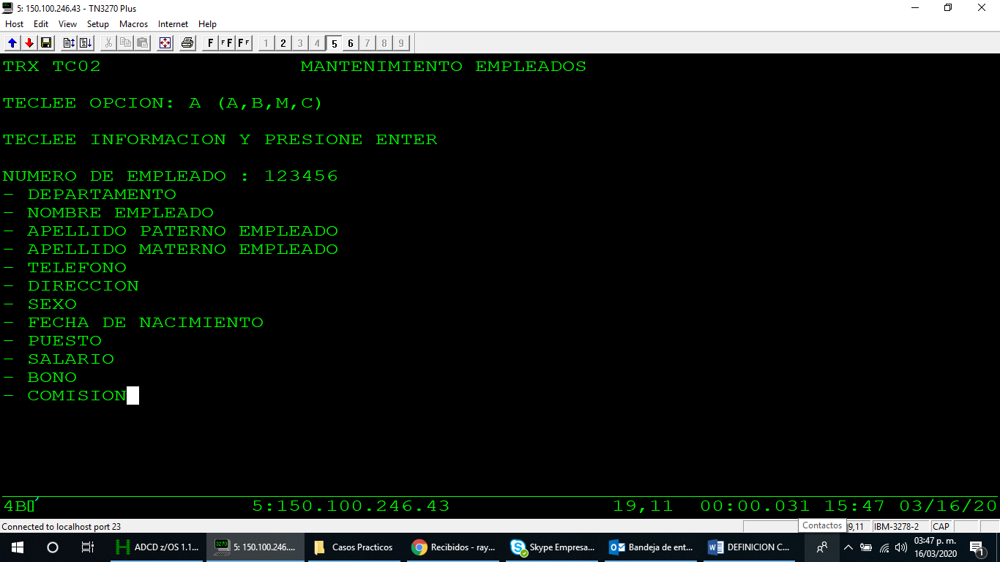 5: 150.100.246.43 - TN3270 Plus
Host Edit View Setup Macros Internet Help
F FF FF 1 2 3 4 5 6 7 8 9
TRX TC02 MANTENIMIENTO EMPLEADOS
TECLEE OPCION: A (A,B,M,C)
TECLEE INFORMACION Y PRESIONE ENTER
NUMERO DE EMPLEADO : 123456
- DEPARTAMENTO
- NOMBRE EMPLEADO
- APELLIDO PATERNO EMPLEADO
- APELLIDO MATERNO EMPLEADO
- TELEFONO
- DIRECCION
- SEXO
- FECHA DE NACIMIENTO
- PUESTO
- SALARIO
- BONO
- COMISION
4B 5:150.100.246.43 19,11 00:00.031 15:47 03/16/20
Connected to localhost port 23 Contactos 9,11 IBM-3278-2 CAP
ADCD z/OS 1.1... 5: 150.100.246.... Casos Practicos Recibidos - ray... Skype Empresa... Bandeja de ent... DEFINICION C... 03:47 p. m.
16/03/2020 1